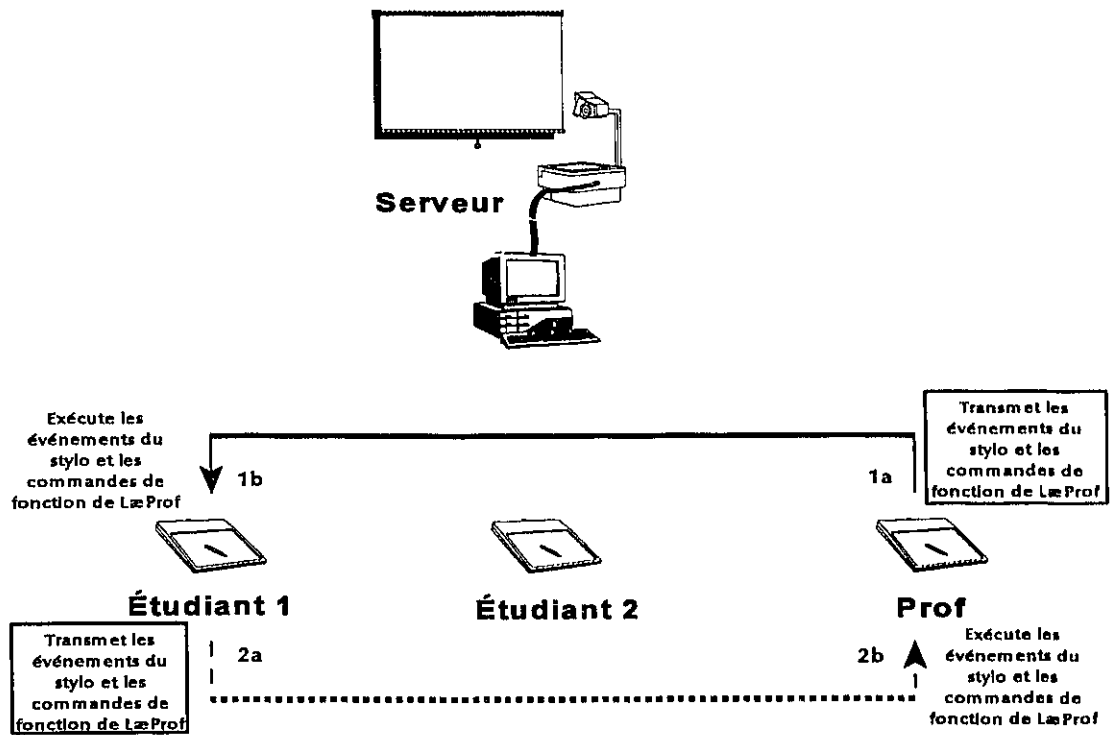 Serveur
Exécute les
événements du
stylo et les
commandes de
fonction de LæProf
1b
1a
Transmet les
événements du
stylo et les
commandes de
fonction de LæProf
Étudiant 1
Étudiant 2
Prof
Transmet les
événements du
stylo et les
commandes de
fonction de LæProf
2a
2b
Exécute les
événements du
stylo et les
commandes de
fonction de LæProf